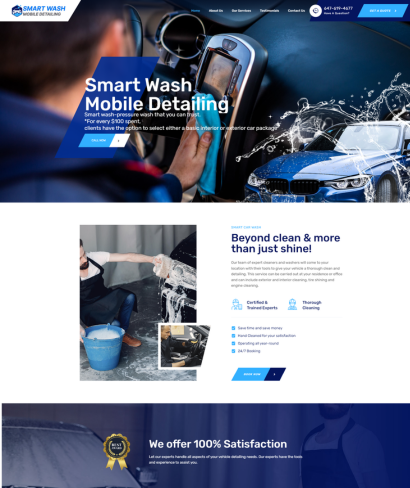 SMART WASH
MOBILE DETAILING
Home
About Us
Our Services
Testimonials
Contact Us
647-619-4677
Have A Question?
GET A QUOTE
Smart Wash
Mobile Detailing
Smart wash-pressure wash that you can trust.
*For every $100 spent,
clients have the option to select either a basic interior or exterior car package*
CALL NOW
SMART CAR WASH
Beyond clean & more
than just shine!
Our team of expert cleaners and washers will come to your
location with their tools to give your vehicle a thorough clean and
detailing. This service can be carried out at your residence or office
and can include exterior and interior cleaning, tire shining and
engine cleaning.
Certified &
Trained Experts
Thorough
Cleaning
Save time and save money
Hand Cleaned for your satisfaction
Operating all year-round
24/7 Booking
BOOK NOW
BEST
We offer 100% Satisfaction
Let our experts handle all aspects of your vehicle detailing needs. Our experts have the tools
and experience to assist you.